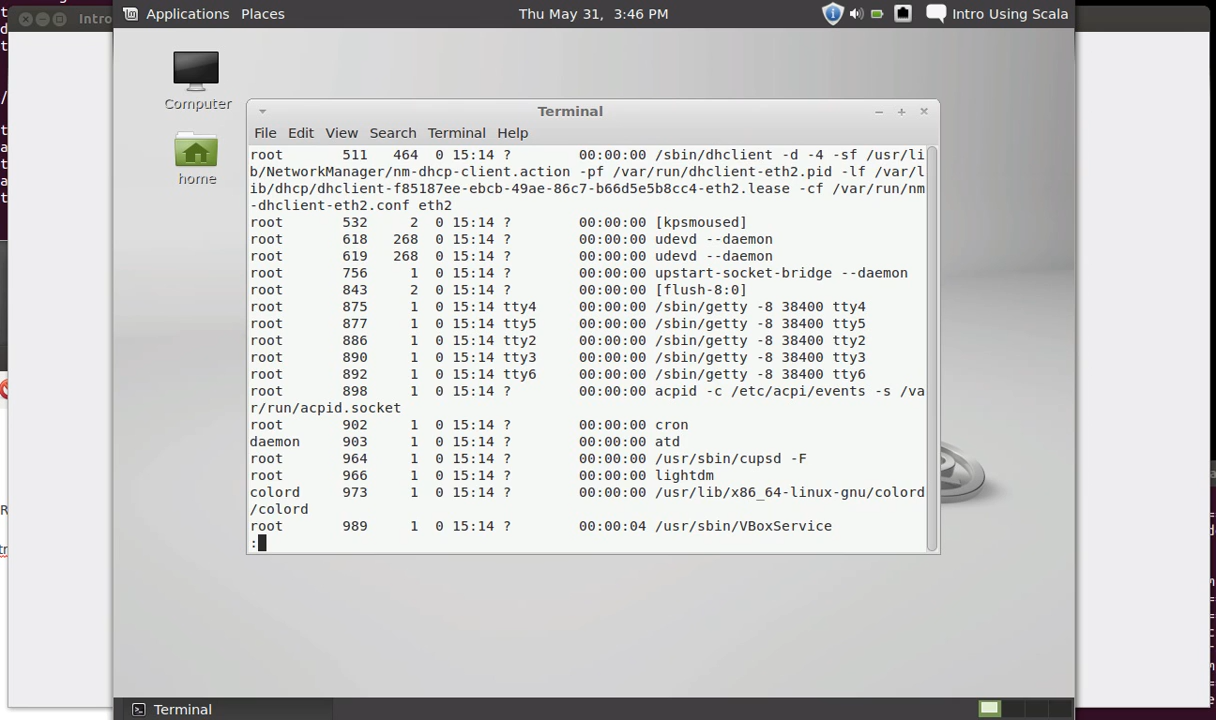 Intro
Applications Places Thu May 31, 3:46 PM Intro Using Scala
Computer
home
Terminal
File Edit View Search Terminal Help
root 511 464 0 15:14 ? 00:00:00 /sbin/dhclient -d -4 -sf /usr/li
b/NetworkManager/nm-dhcp-client.action -pf /var/run/dhclient-eth2.pid -lf /var/l
ib/dhcp/dhclient-f85187ee-ebcb-49ae-86c7-b66d5e5b8cc4-eth2.lease -cf /var/run/nm
-dhclient-eth2.conf eth2
root 532 2 0 15:14 ? 00:00:00 [kpsmoused]
root 618 268 0 15:14 ? 00:00:00 udevd --daemon
root 619 268 0 15:14 ? 00:00:00 udevd --daemon
root 756 1 0 15:14 ? 00:00:00 upstart-socket-bridge --daemon
root 843 2 0 15:14 ? 00:00:00 [flush-8:0]
root 875 1 0 15:14 tty4 00:00:00 /sbin/getty -8 38400 tty4
root 877 1 0 15:14 tty5 00:00:00 /sbin/getty -8 38400 tty5
root 886 1 0 15:14 tty2 00:00:00 /sbin/getty -8 38400 tty2
root 890 1 0 15:14 tty3 00:00:00 /sbin/getty -8 38400 tty3
root 892 1 0 15:14 tty6 00:00:00 /sbin/getty -8 38400 tty6
root 898 1 0 15:14 ? 00:00:00 acpid -c /etc/acpi/events -s /va
r/run/acpid.socket
root 902 1 0 15:14 ? 00:00:00 cron
daemon 903 1 0 15:14 ? 00:00:00 atd
root 964 1 0 15:14 ? 00:00:00 /usr/sbin/cupsd -F
root 966 1 0 15:14 ? 00:00:00 lightdm
colord 973 1 0 15:14 ? 00:00:00 /usr/lib/x86_64-linux-gnu/colord
/colord
root 989 1 0 15:14 ? 00:00:04 /usr/sbin/VBoxService
:
Terminal